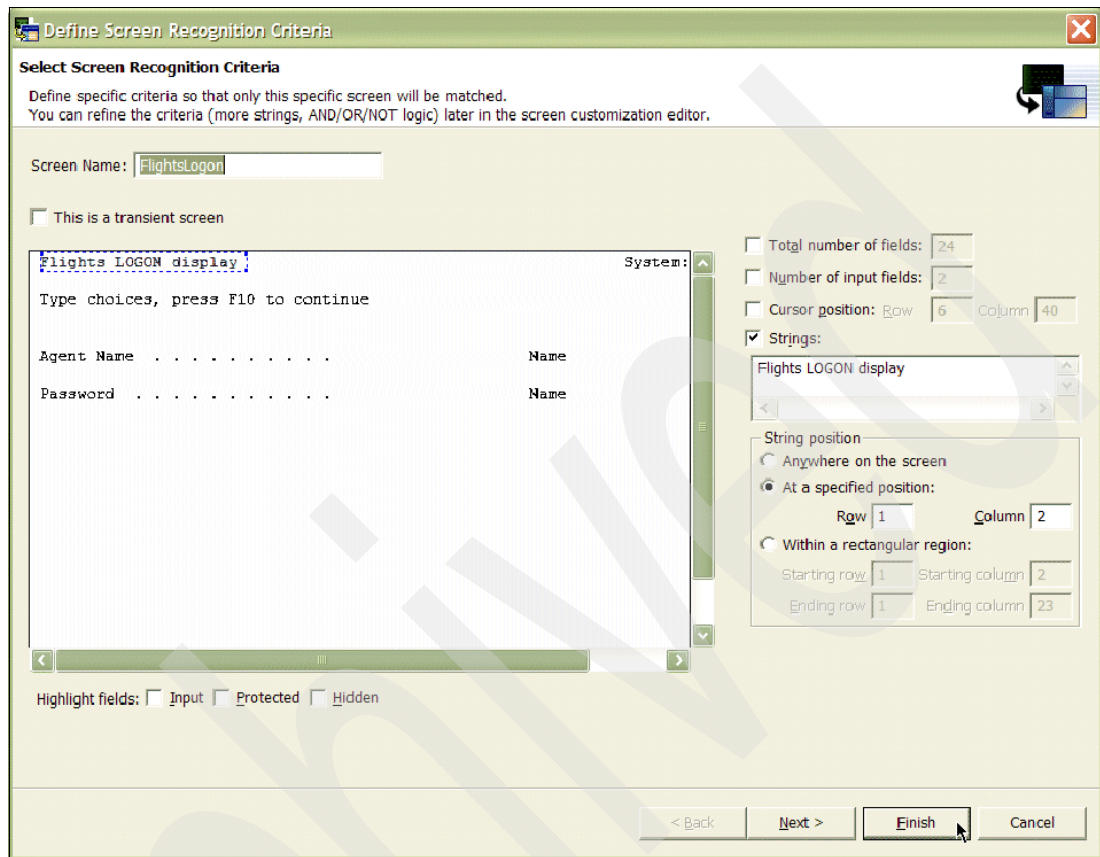 Define Screen Recognition Criteria
Select Screen Recognition Criteria
Define specific criteria so that only this specific screen will be matched.
You can refine the criteria (more strings, AND/OR/NOT logic) later in the screen customization editor.
Screen Name: FlightsLogon
This is a transient screen
Flights LOGON display System:
Type choices, press F10 to continue
Agent Name . . . . . . . . . . Name
Password . . . . . . . . . . . Name
Highlight fields: Input Protected Hidden
Total number of fields: 24
Number of input fields: 2
Cursor position: Row 6 Column 40
Strings:
Flights LOGON display
String position
Anywhere on the screen
At a specified position:
Row 1 Column 2
Within a rectangular region:
Starting row 1 Starting column 2
Ending row 1 Ending column 23
< Back Next > Finish Cancel